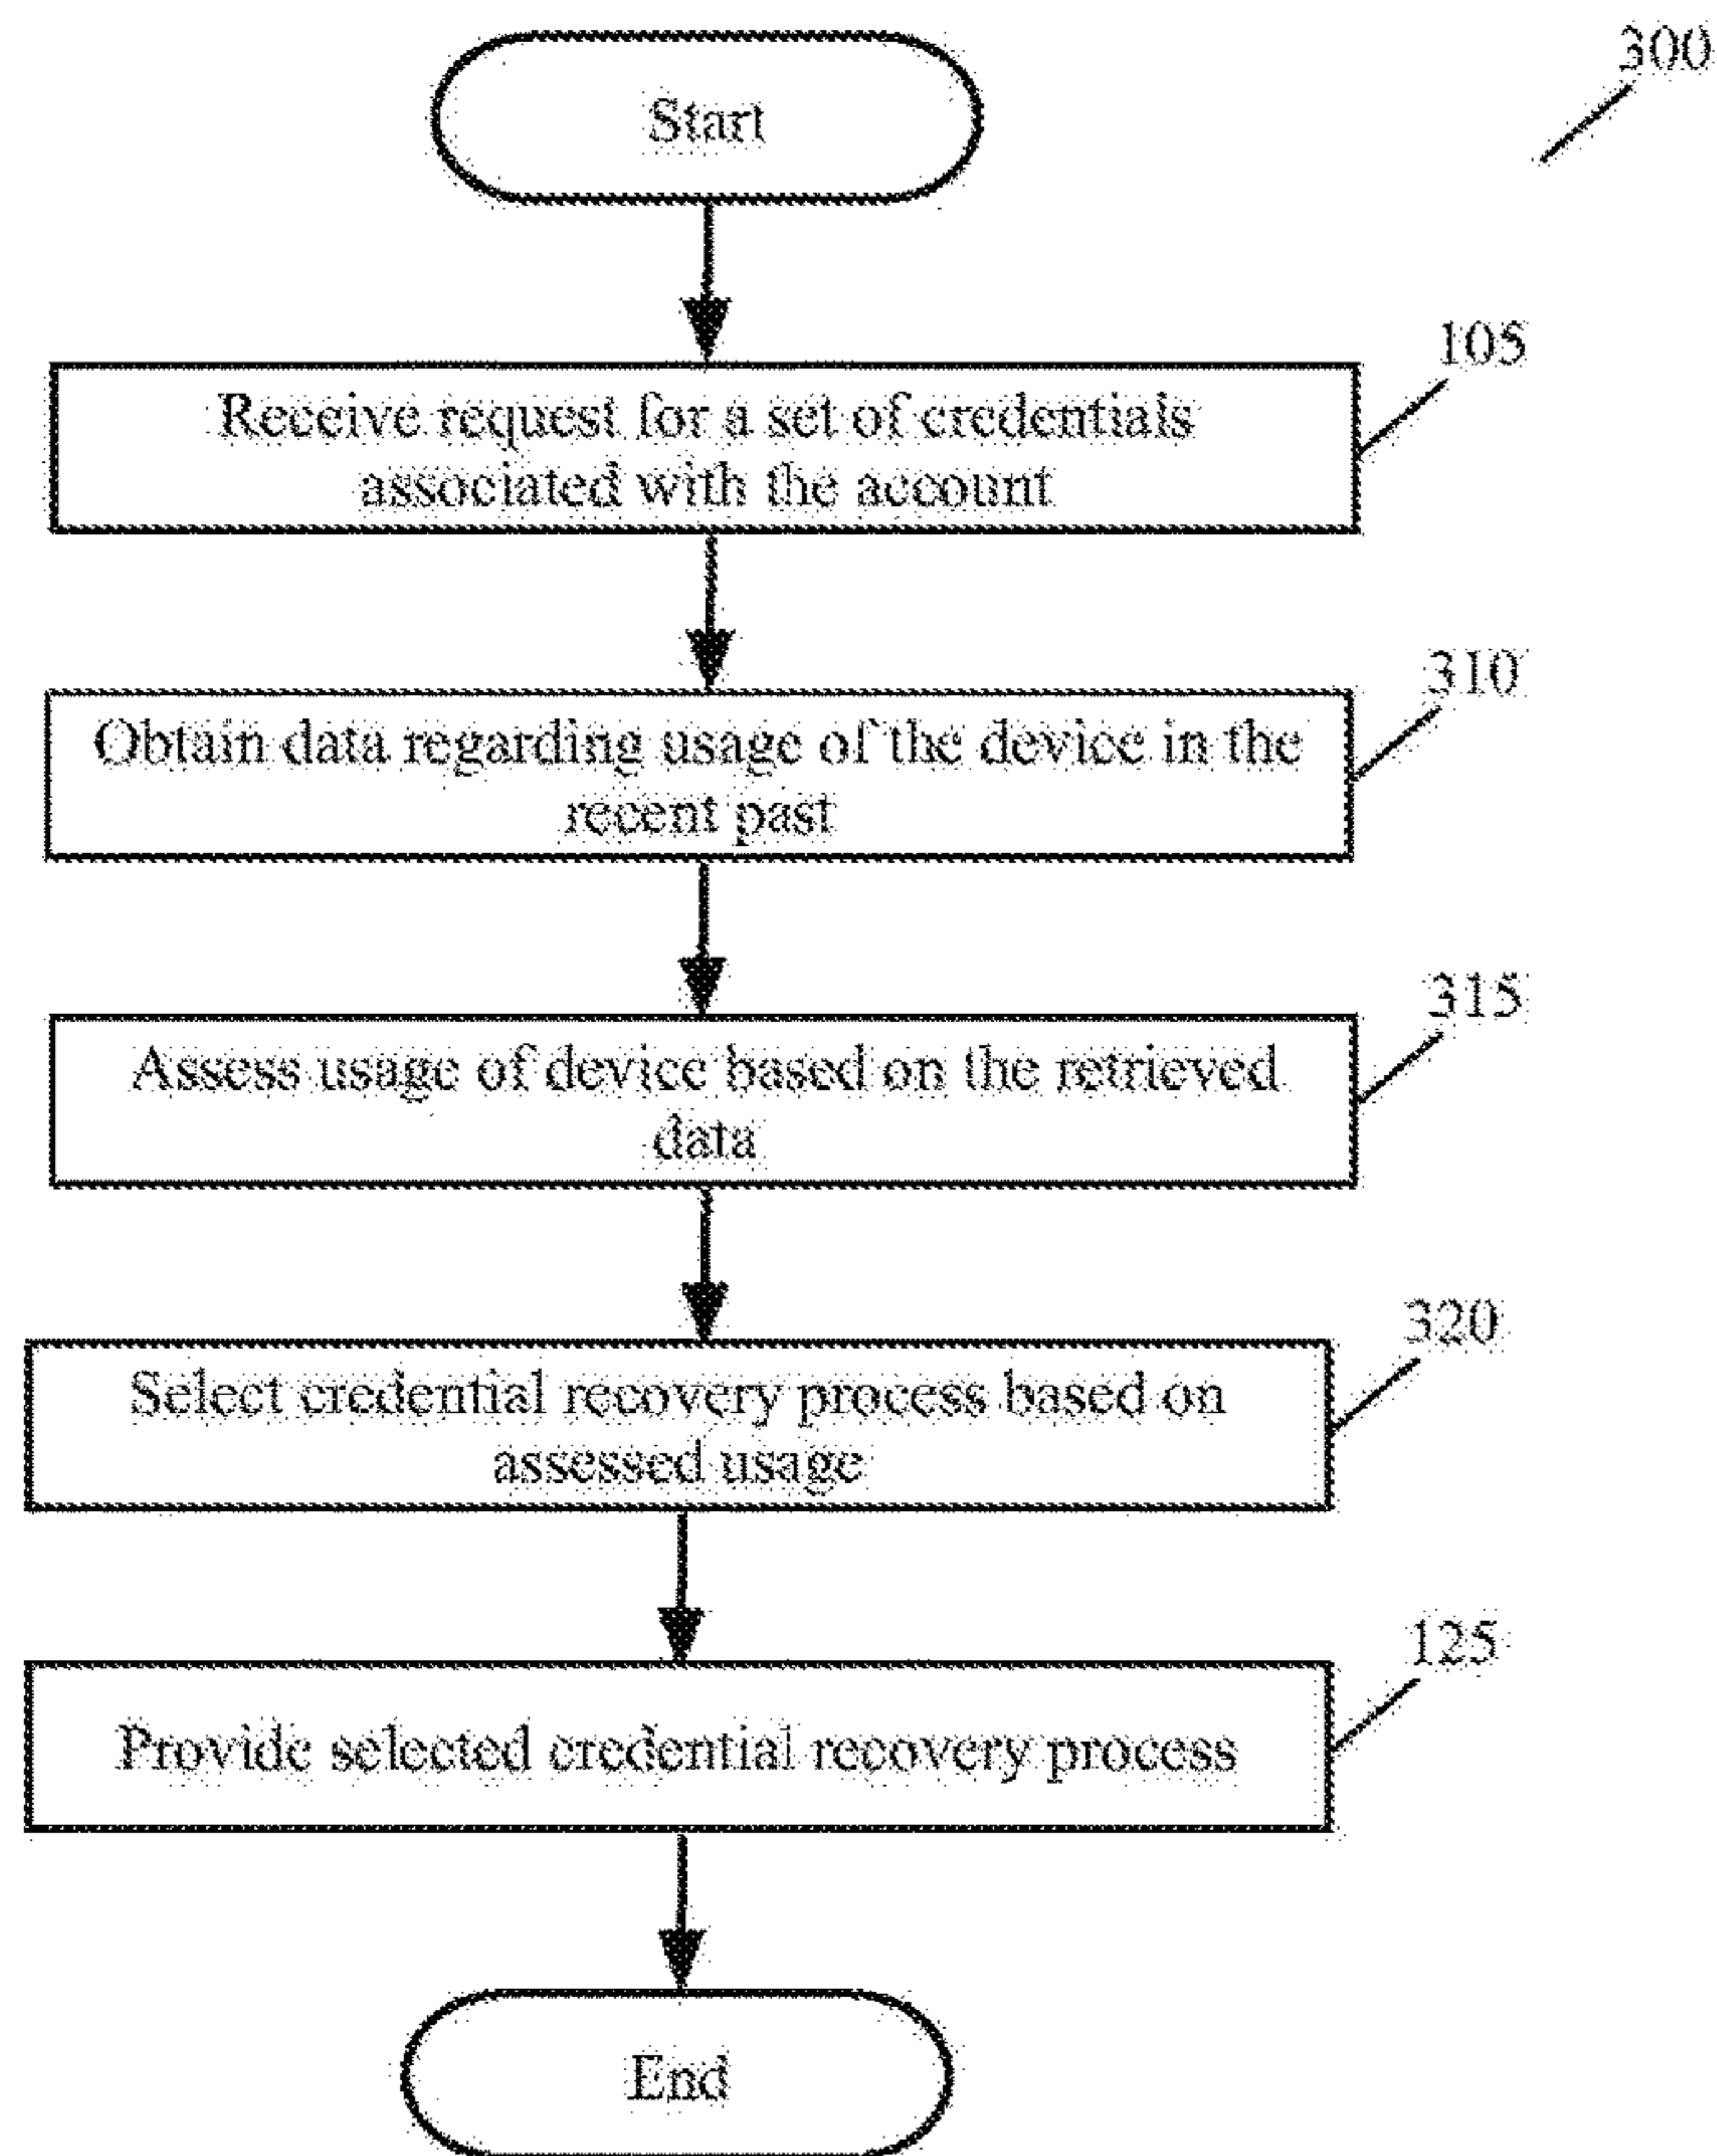 Start
300
105
Receive request for a set of credentials
associated with the account
310
Obtain data regarding usage of the device in the
recent past
315
Assess usage of device based on the retrieved
data
320
Select credential recovery process based on
assessed usage
125
Provide selected credential recovery process
End